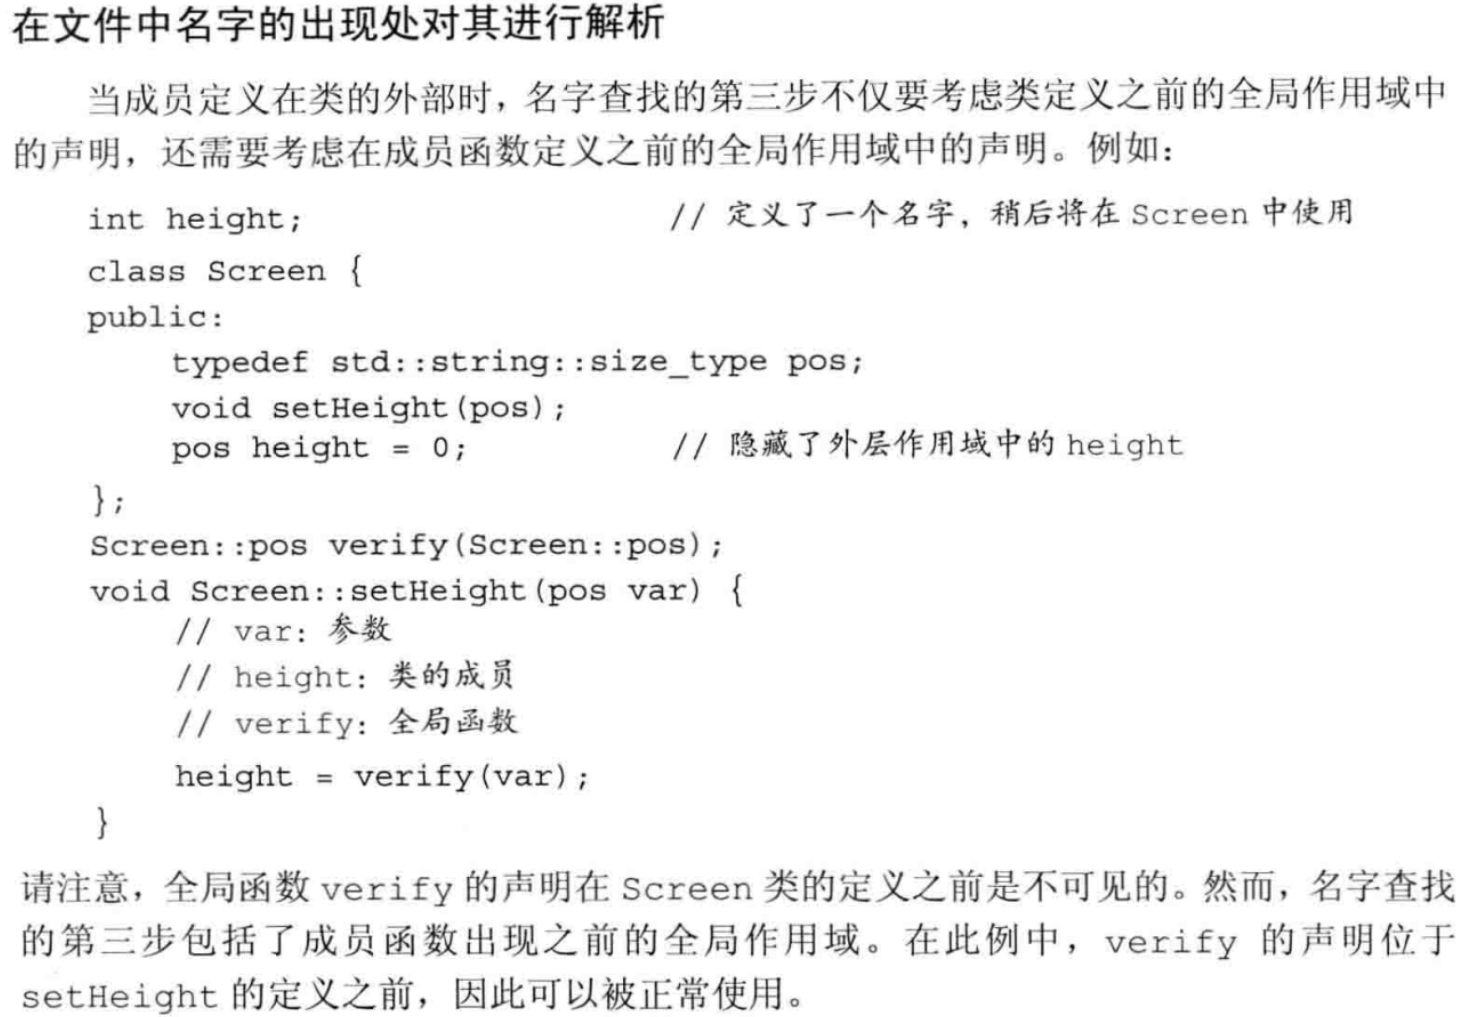 在文件中名字的出现处对其进行解析
当成员定义在类的外部时，名字查找的第三步不仅要考虑类定义之前的全局作用域中
的声明，还需要考虑在成员函数定义之前的全局作用域中的声明。例如：
int height; // 定义了一个名字，稍后将在 Screen 中使用
class Screen {
public:
typedef std::string::size_type pos;
void setHeight(pos);
pos height = 0; // 隐藏了外层作用域中的 height
};
Screen::pos verify(Screen::pos);
void Screen::setHeight(pos var) {
// var: 参数
// height: 类的成员
// verify: 全局函数
height = verify(var);
}
请注意，全局函数 verify 的声明在 Screen 类的定义之前是不可见的。然而，名字查找
的第三步包括了成员函数出现之前的全局作用域。在此例中，verify 的声明位于
setHeight 的定义之前，因此可以被正常使用。